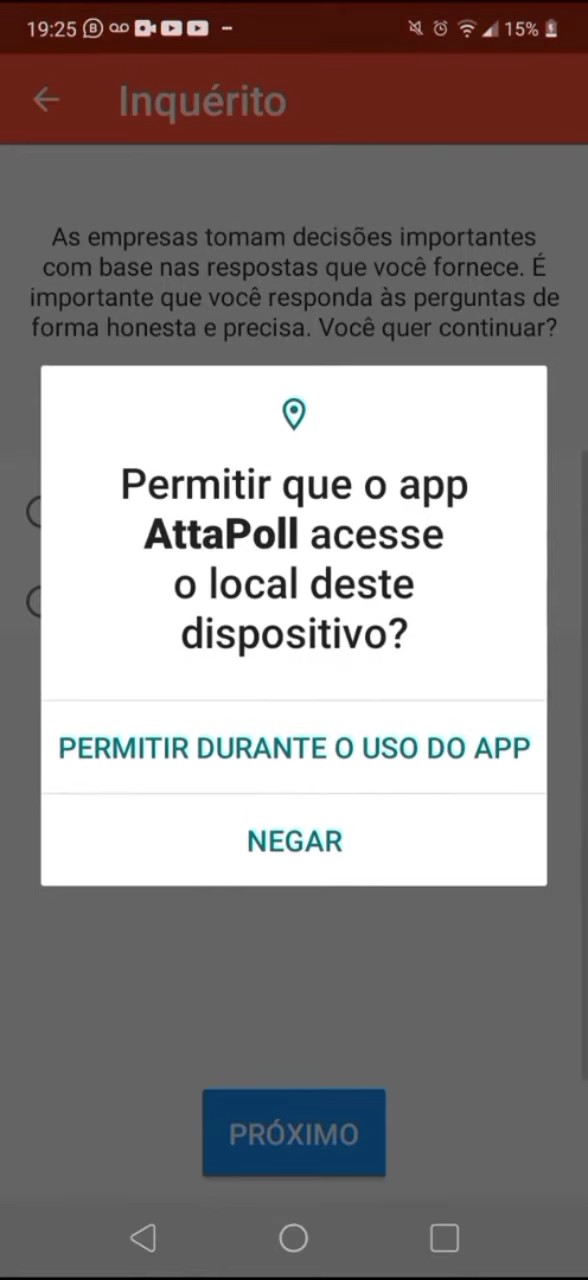 19:25
15%
Inquérito
As empresas tomam decisões importantes
com base nas respostas que você fornece. É
importante que você responda às perguntas de
forma honesta e precisa. Você quer continuar?
Permitir que o app
AttaPoll acesse
o local deste
dispositivo?
PERMITIR DURANTE O USO DO APP
NEGAR
PRÓXIMO